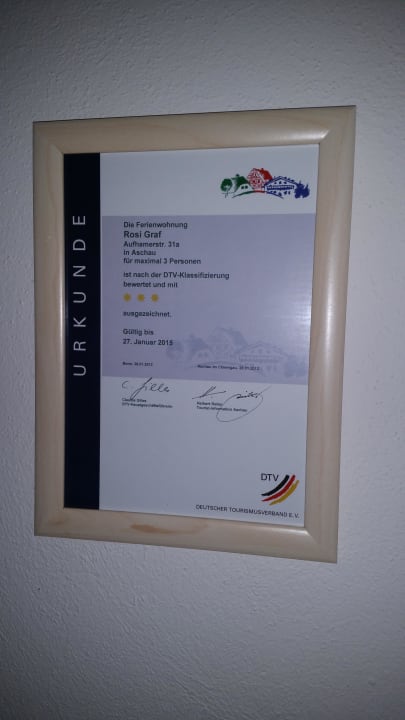 URKUNDE
Die Ferienwohnung
Rosi Graf
Aufhamerstr. 31a
in Aschau
für maximal 3 Personen
ist nach der DTV-Klassifizierung
bewertet und mit
ausgezeichnet.
Gültig bis
27. Januar 2015
DTV
DEUTSCHER TOURISMUSVERBAND E.V.